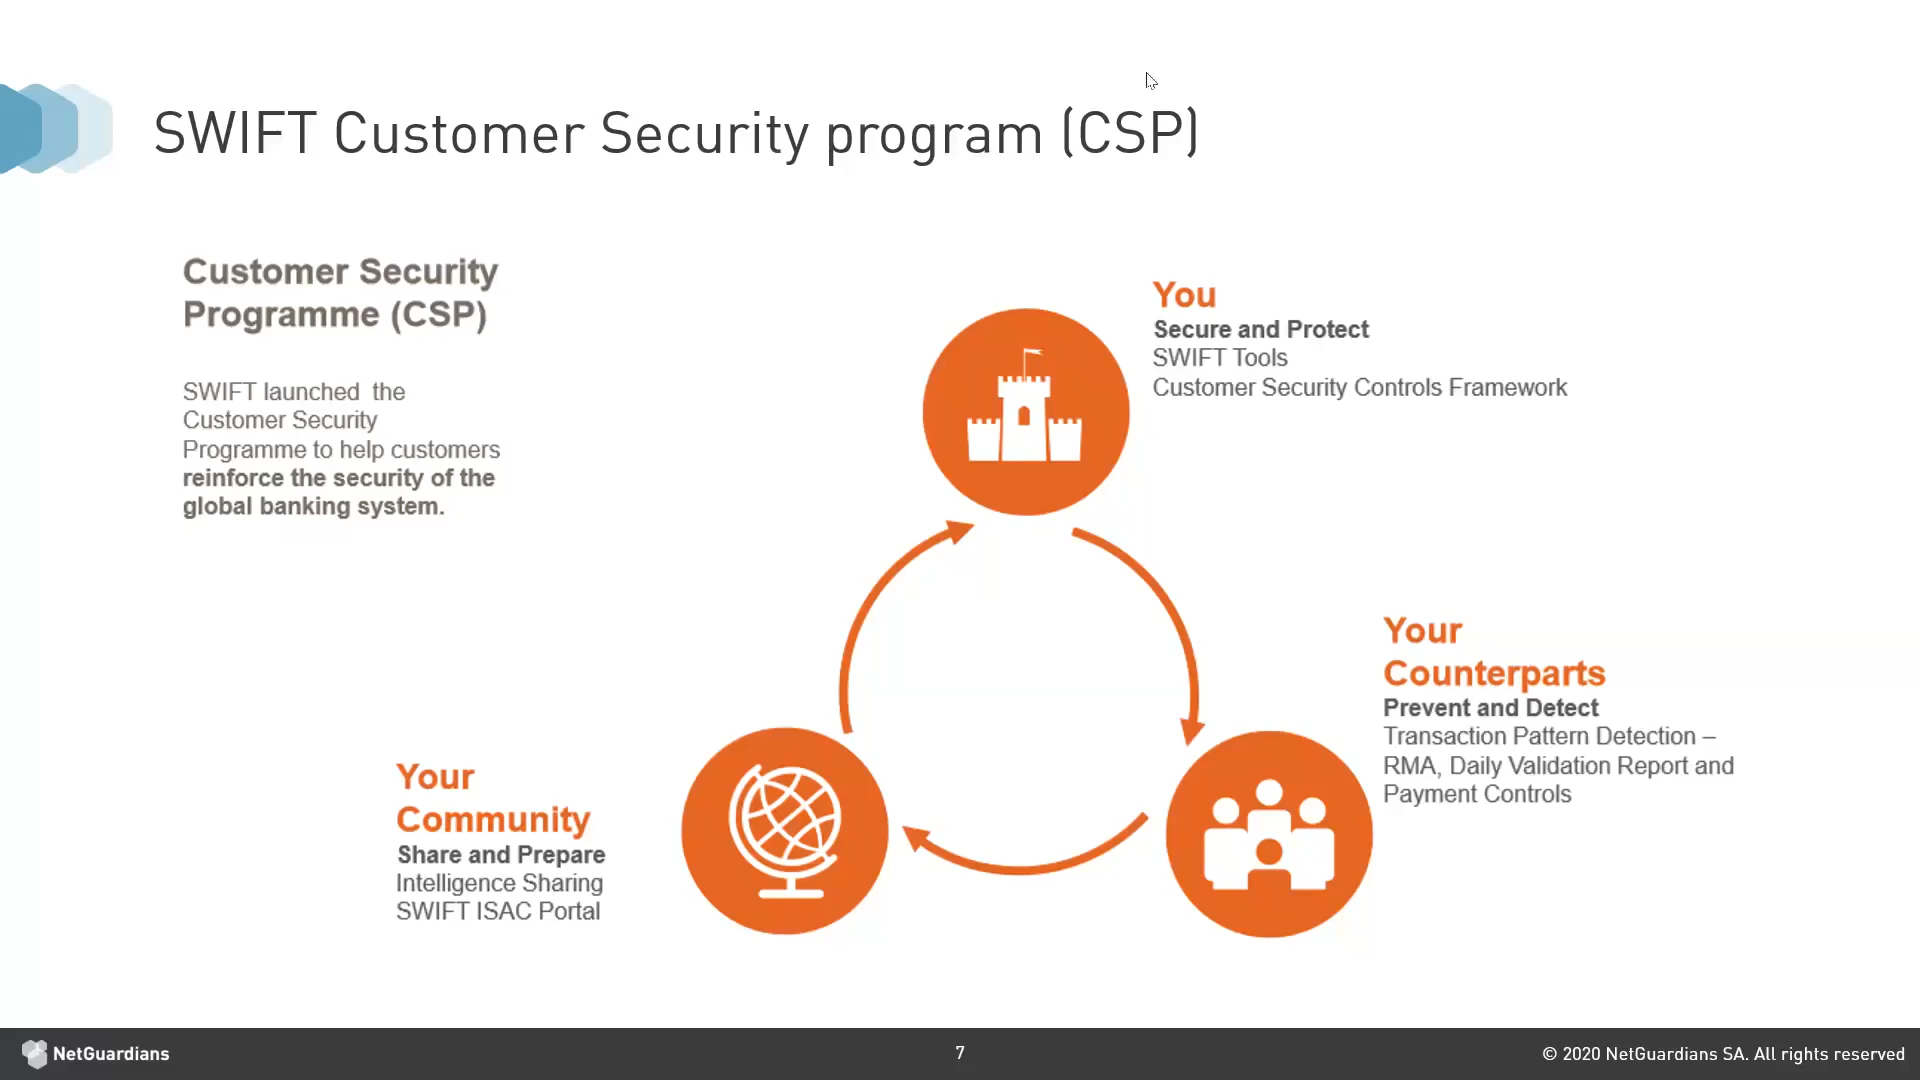 SWIFT Customer Security program (CSP)
Customer Security
Programme (CSP)
SWIFT launched the
Customer Security
Programme to help customers
reinforce the security of the
global banking system.
You
Secure and Protect
SWIFT Tools
Customer Security Controls Framework
Your
Counterparts
Prevent and Detect
Transaction Pattern Detection –
RMA, Daily Validation Report and
Payment Controls
Your
Community
Share and Prepare
Intelligence Sharing
SWIFT ISAC Portal
NetGuardians
7
© 2020 NetGuardians SA. All rights reserved